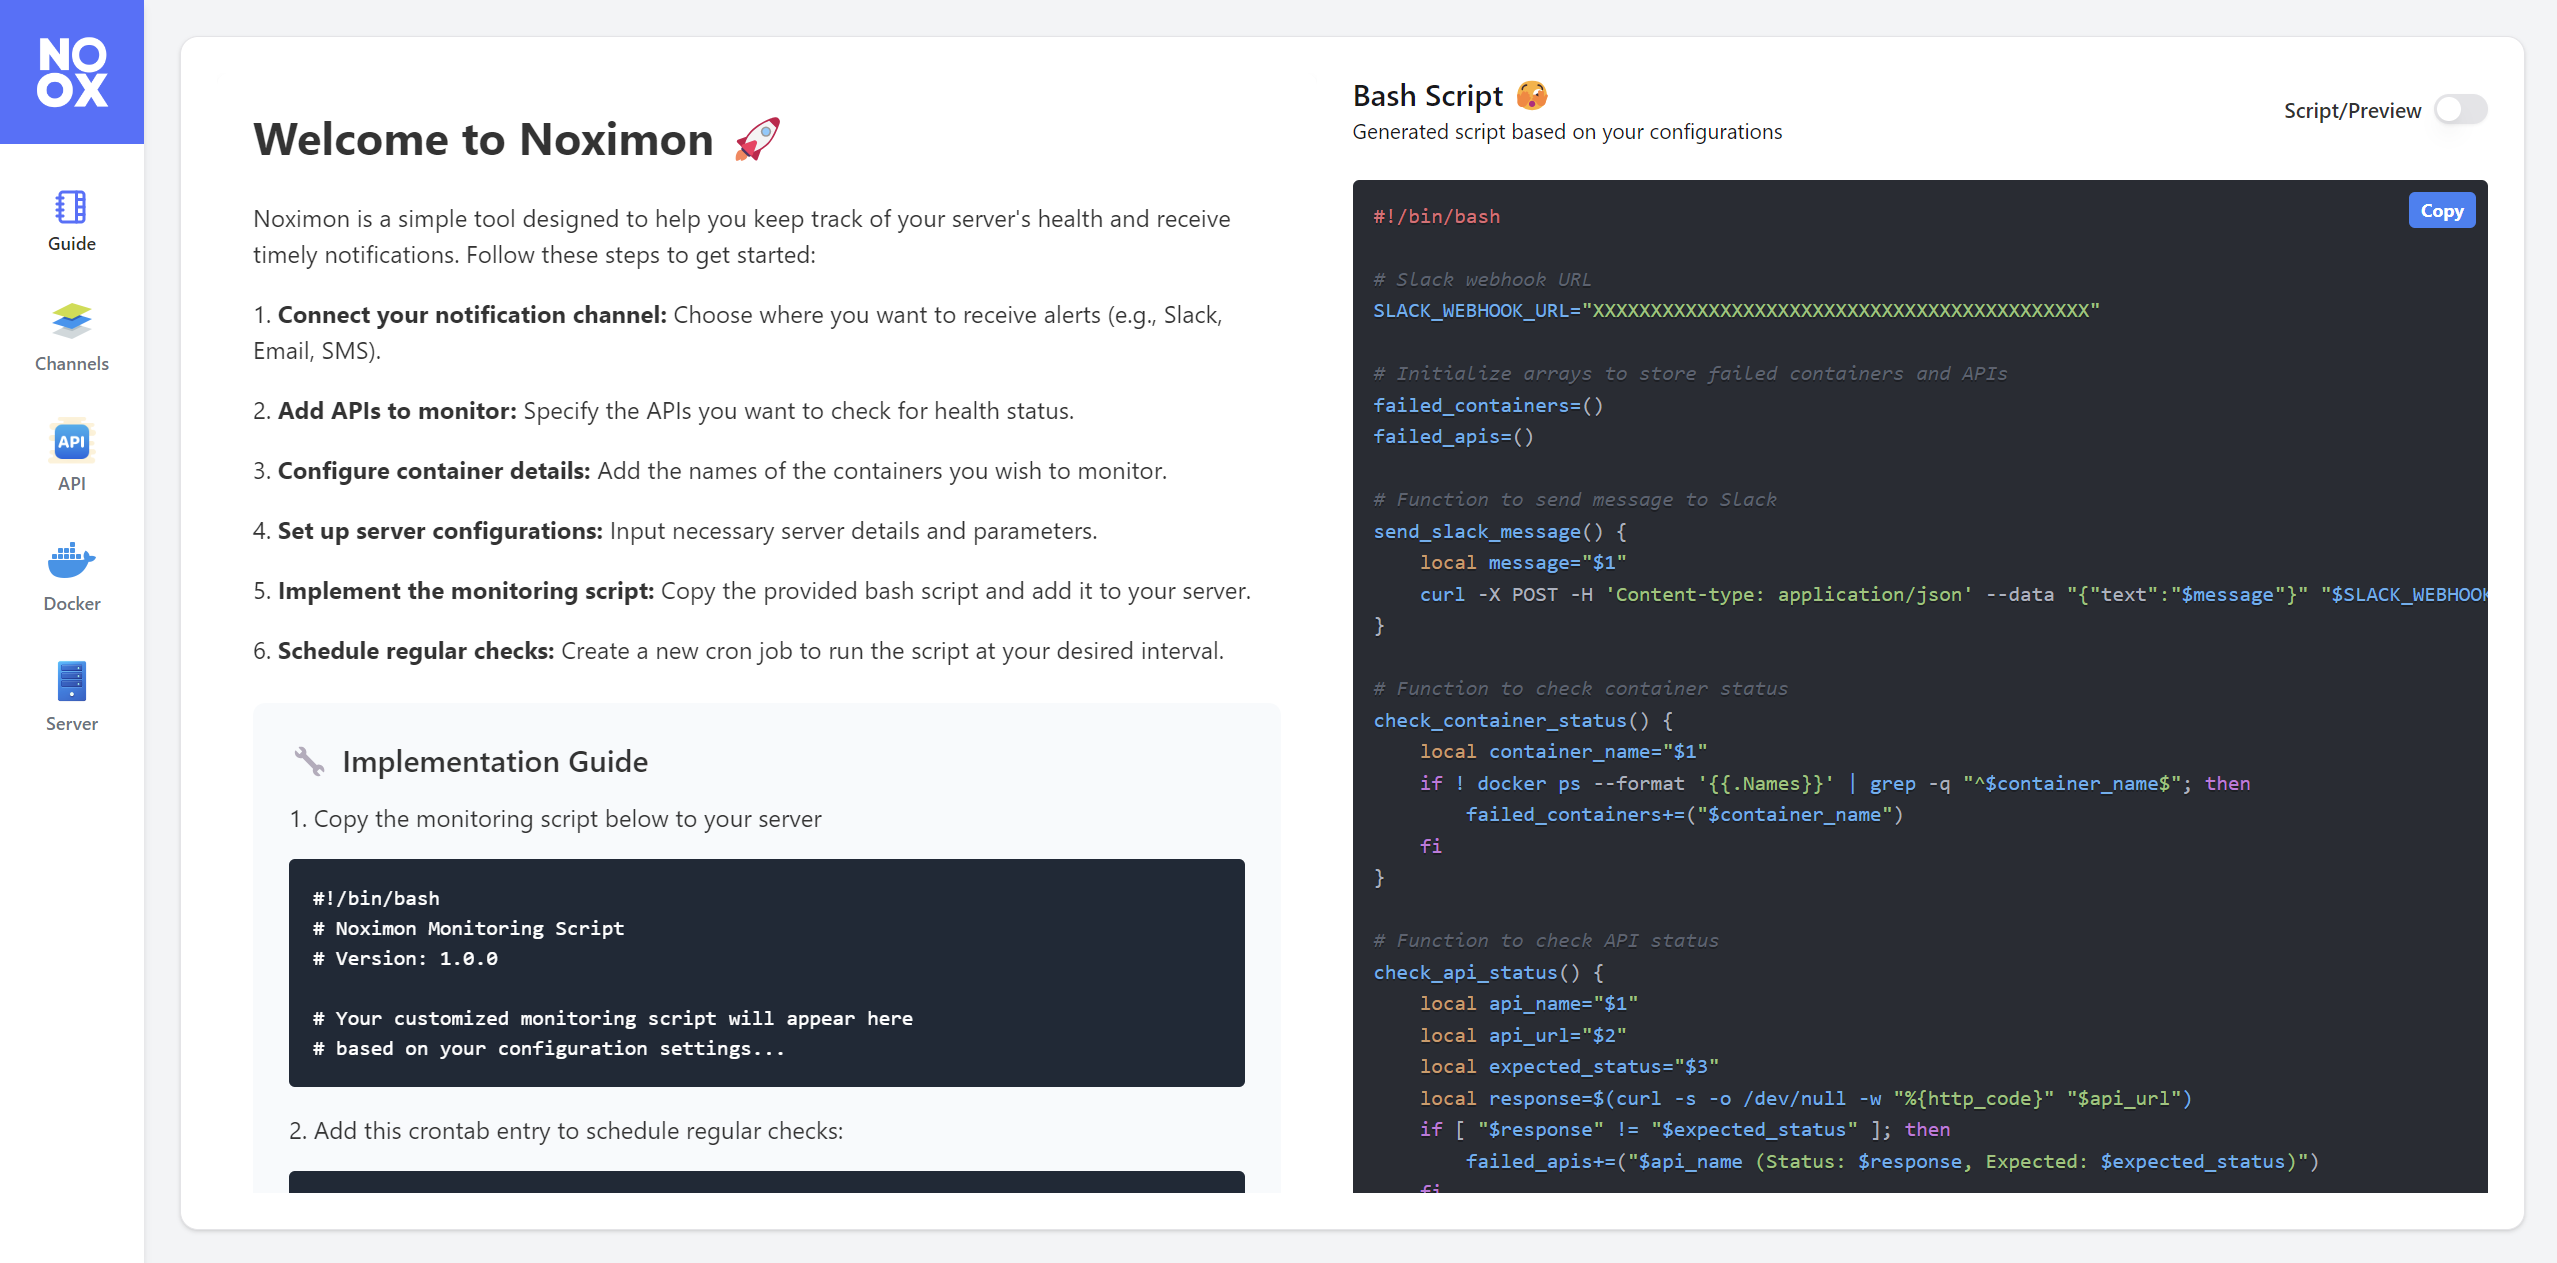 NO
OX
Guide
Channels
API
API
Docker
Server
Welcome to Noximon
Noximon is a simple tool designed to help you keep track of your server's health and receive
timely notifications. Follow these steps to get started:
1. Connect your notification channel: Choose where you want to receive alerts (e.g., Slack,
Email, SMS).
2. Add APIs to monitor: Specify the APIs you want to check for health status.
3. Configure container details: Add the names of the containers you wish to monitor.
4. Set up server configurations: Input necessary server details and parameters.
5. Implement the monitoring script: Copy the provided bash script and add it to your server.
6. Schedule regular checks: Create a new cron job to run the script at your desired interval.
Implementation Guide
1. Copy the monitoring script below to your server
#!/bin/bash
# Noximon Monitoring Script
# Version: 1.0.0
# Your customized monitoring script will appear here
# based on your configuration settings...
2. Add this crontab entry to schedule regular checks:
Bash Script
Generated script based on your configurations
Script/Preview
Copy
#!/bin/bash
# Slack webhook URL
SLACK_WEBHOOK_URL="XXXXXXXXXXXXXXXXXXXXXXXXXXXXXXXXXXXXXXXXXXX"
# Initialize arrays to store failed containers and APIs
failed_containers=()
failed_apis=()
# Function to send message to Slack
send_slack_message() {
    local message="$1"
    curl -X POST -H 'Content-type: application/json' --data "{"text":"$message"}" "$SLACK_WEBHOOK
}
# Function to check container status
check_container_status() {
    local container_name="$1"
    if ! docker ps --format '{{.Names}}' | grep -q "^$container_name$"; then
        failed_containers+=("$container_name")
    fi
}
# Function to check API status
check_api_status() {
    local api_name="$1"
    local api_url="$2"
    local expected_status="$3"
    local response=$(curl -s -o /dev/null -w "%{http_code}" "$api_url")
    if [ "$response" != "$expected_status" ]; then
        failed_apis+=("$api_name (Status: $response, Expected: $expected_status)")
    fi